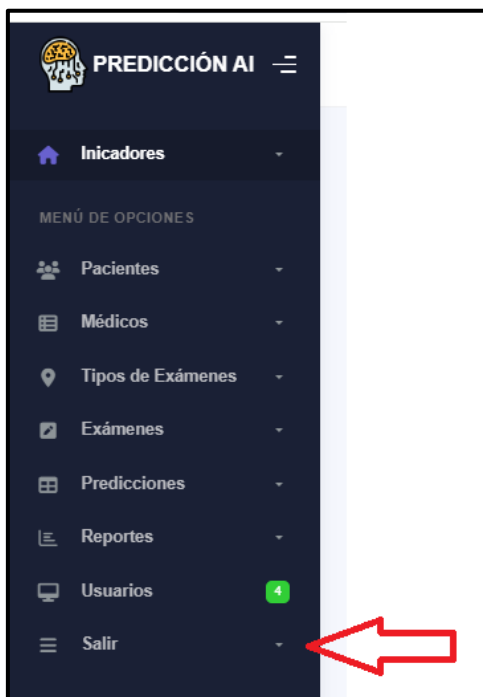 PREDICCIÓN AI
Inicadores
MENÚ DE OPCIONES
Pacientes
Médicos
Tipos de Exámenes
Exámenes
Predicciones
Reportes
Usuarios 4
Salir